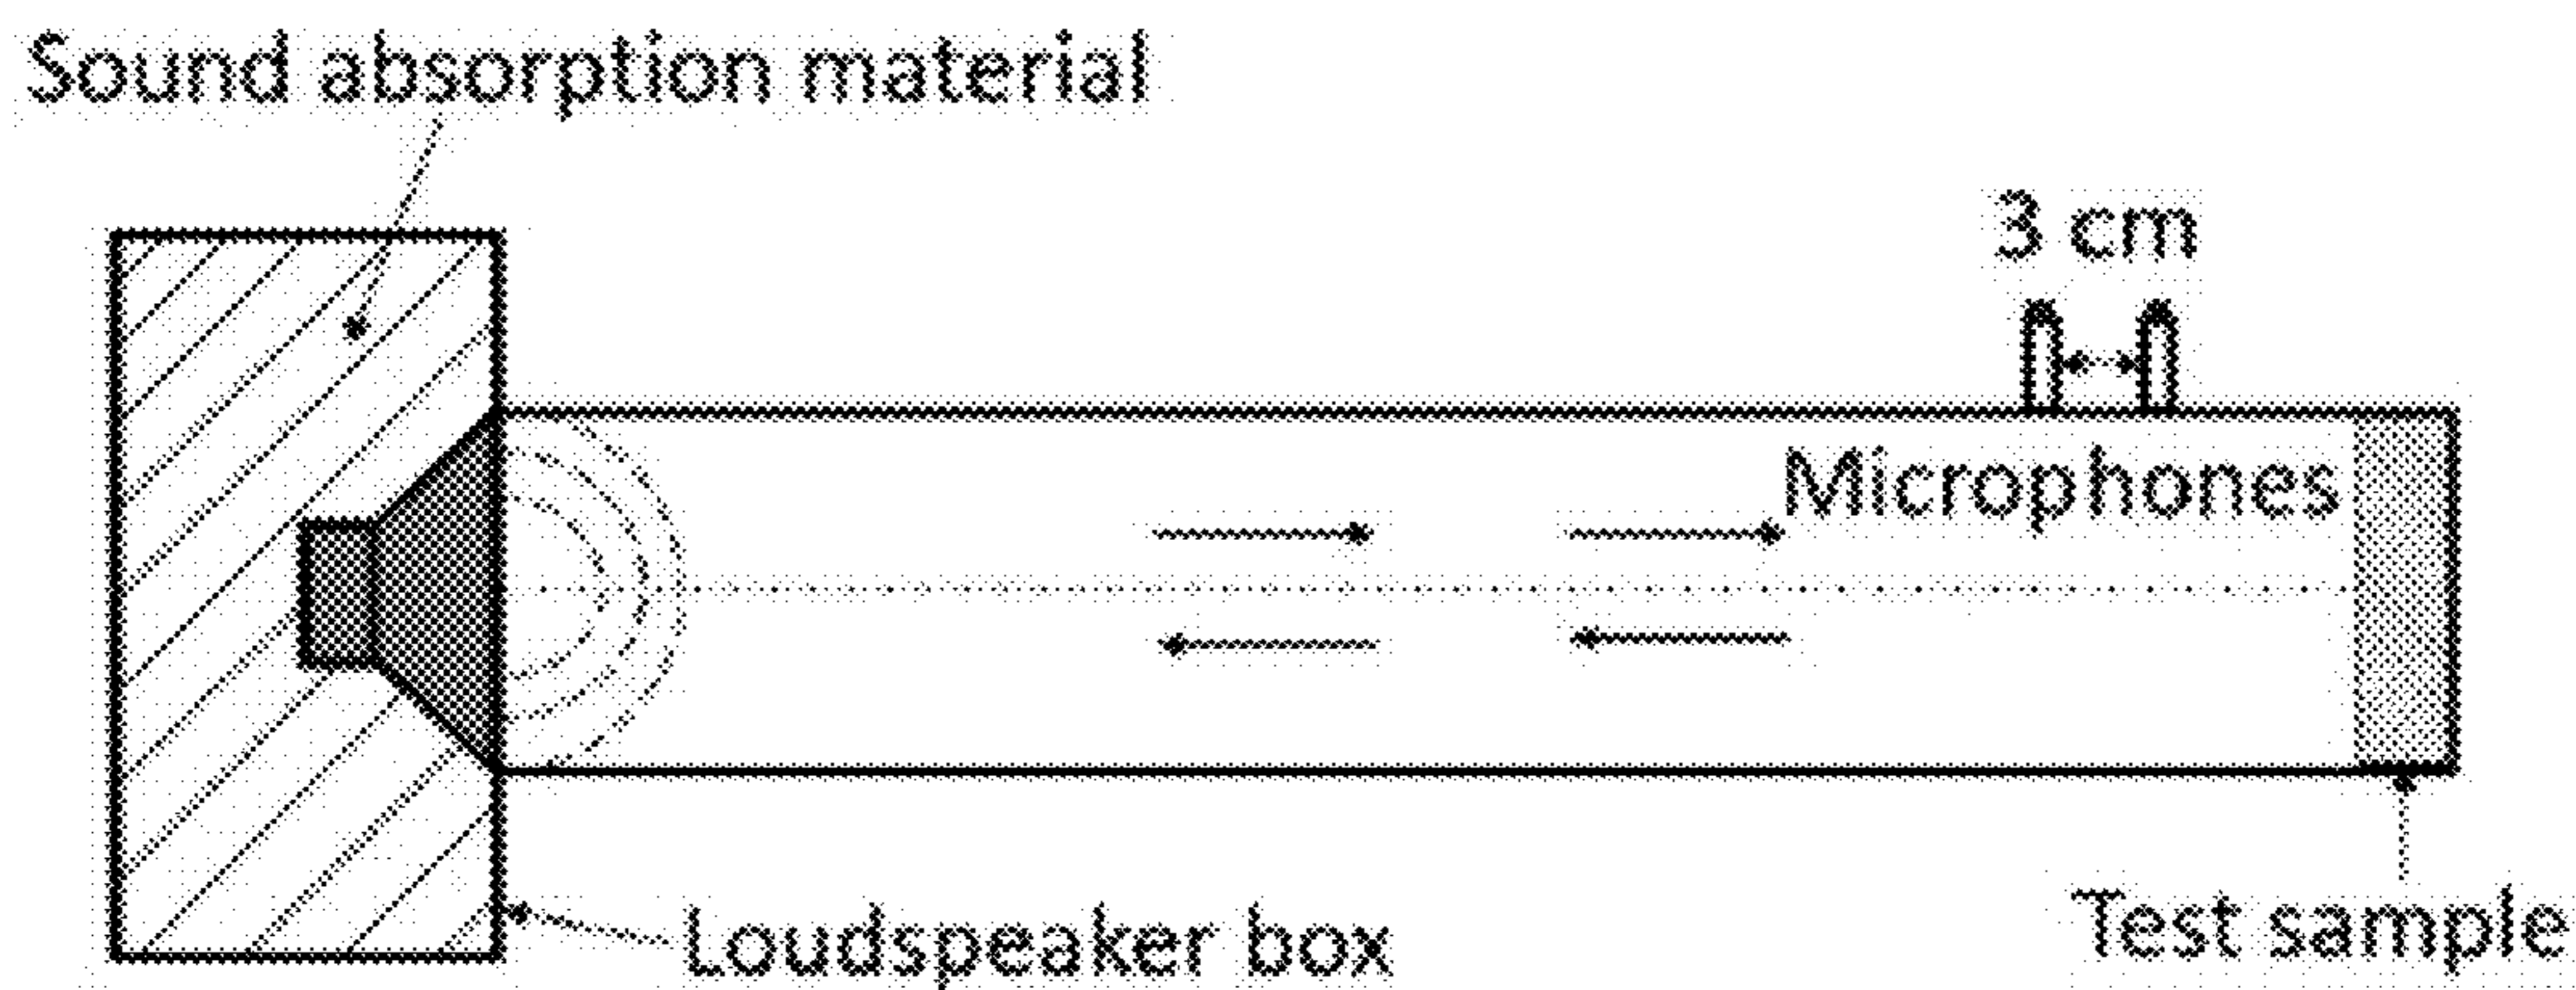 Sound absorption material
3 cm
Microphones
Loudspeaker box
Test sample